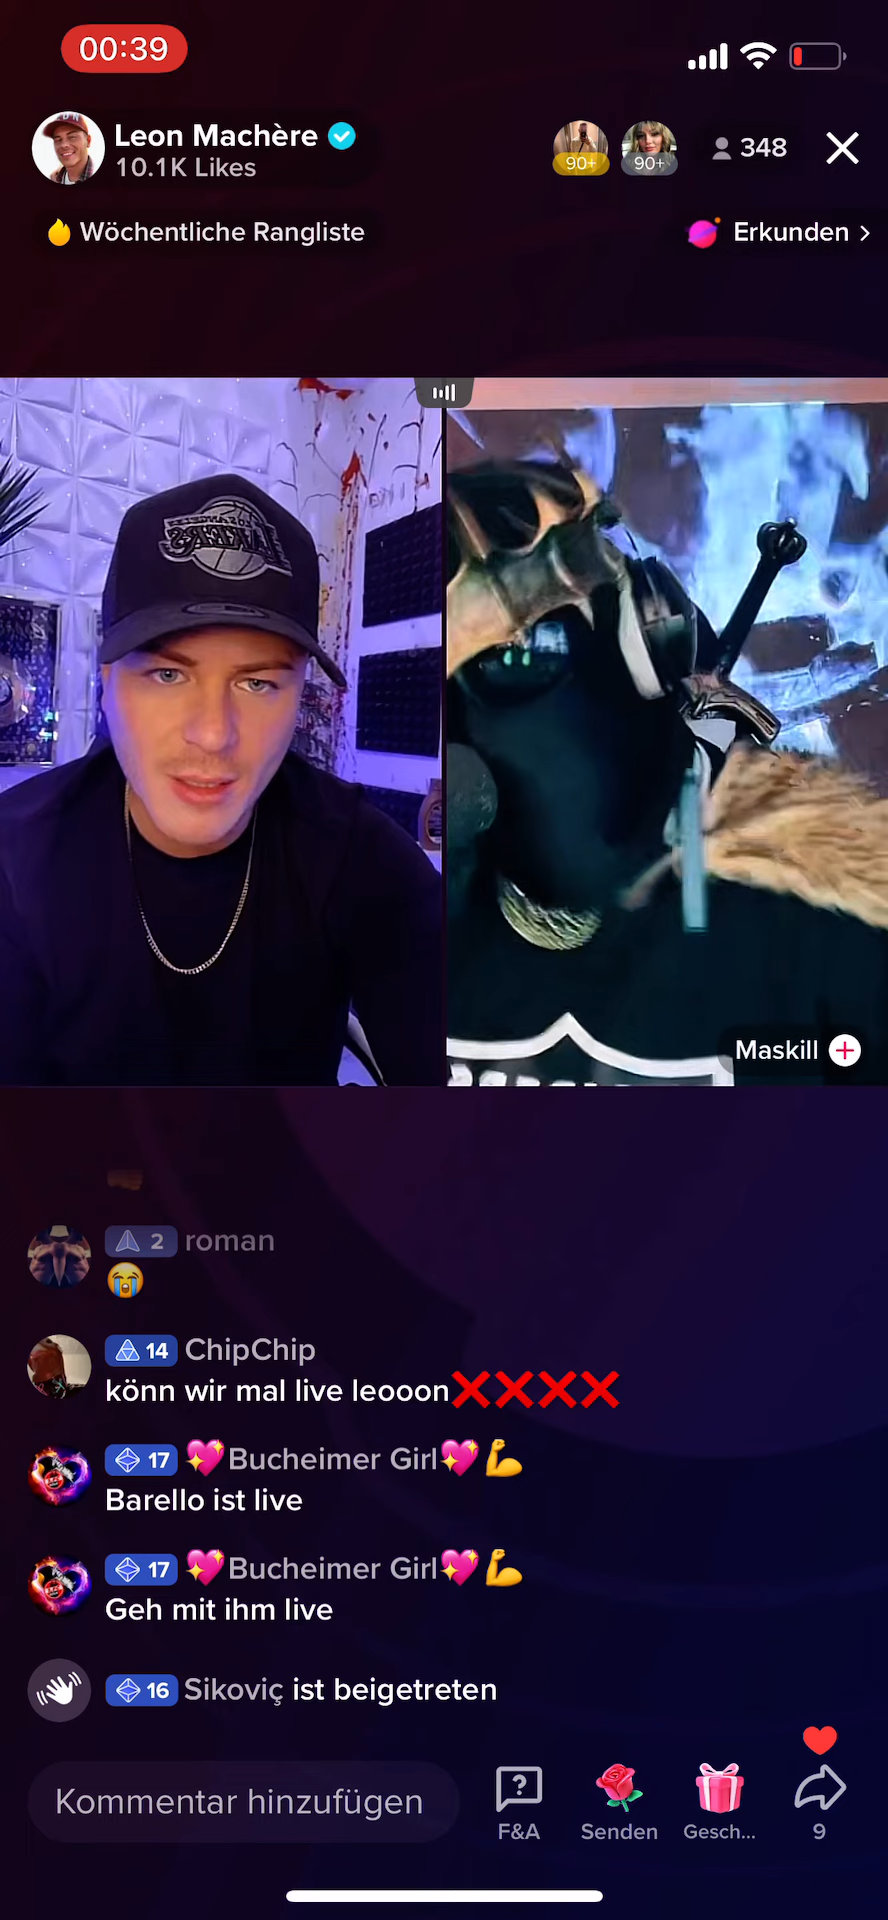 00:39
Leon Machère
10.1K Likes
90+
90+
348
Wöchentliche Rangliste
Erkunden >
LAKERS
Maskill
2 roman
😭
14 ChipChip
könn wir mal live leooon❌❌❌❌
17 💖Bucheimer Girl💖💪
Barello ist live
17 💖Bucheimer Girl💖💪
Geh mit ihm live
16 Sikoviç ist beigetreten
Kommentar hinzufügen
F&A
Senden
Gesch...
9